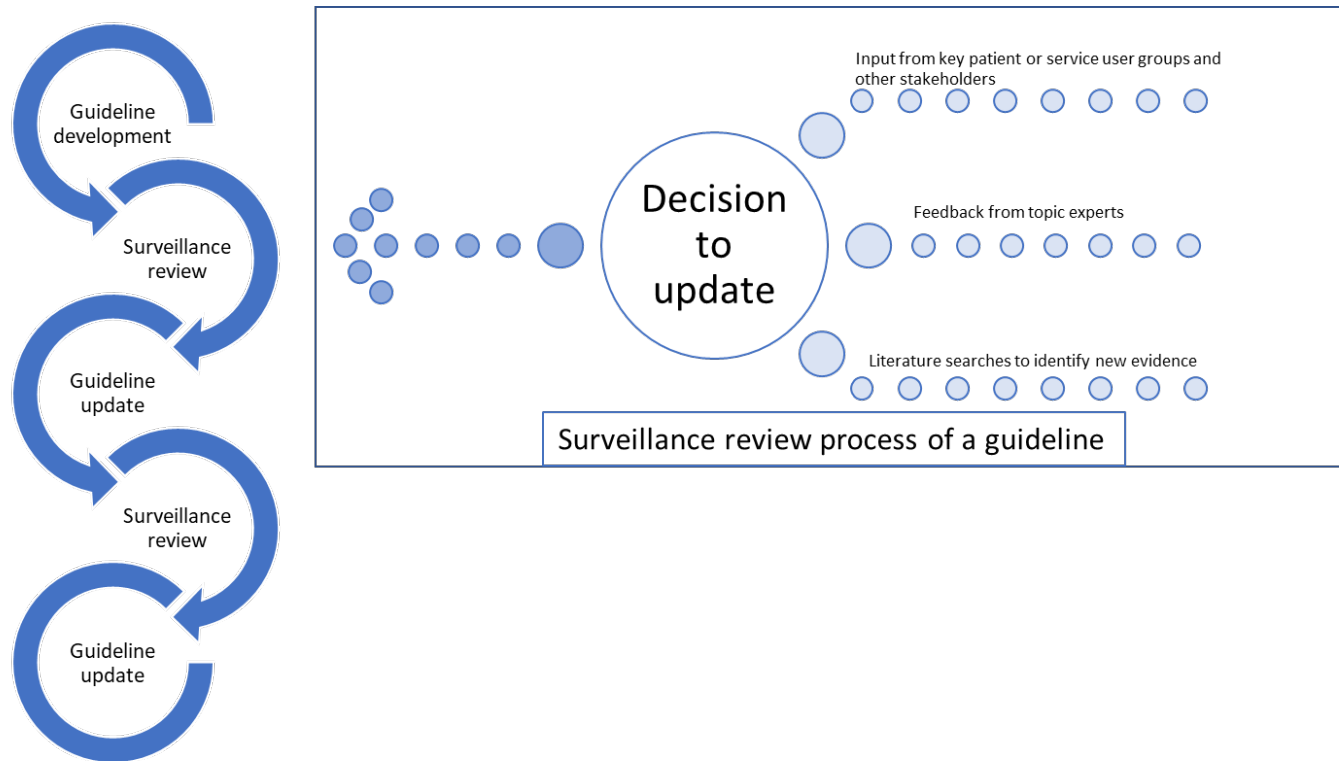 Guideline
development
Surveillance
review
Guideline
update
Surveillance
review
Guideline
update
Input from key patient or service user groups and
other stakeholders
Decision
to
update
Feedback from topic experts
Literature searches to identify new evidence
Surveillance review process of a guideline